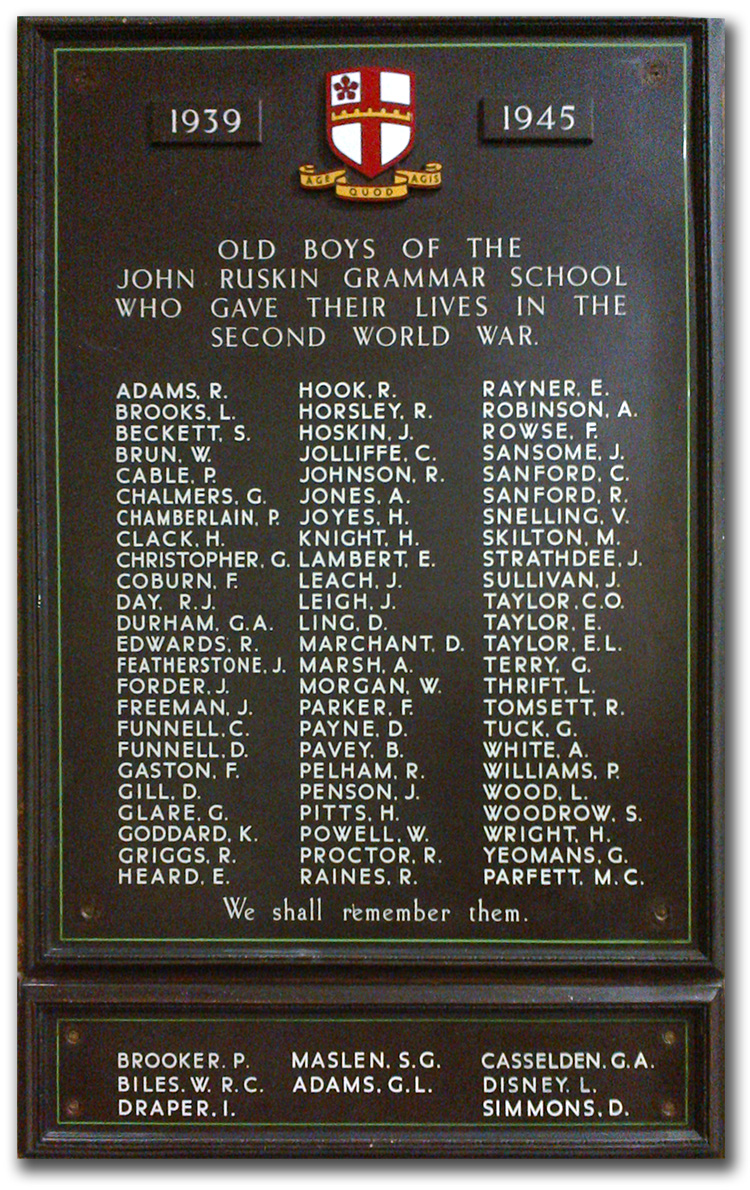 1939
1945
AGE QUOD AGIS
OLD BOYS OF THE
JOHN RUSKIN GRAMMAR SCHOOL
WHO GAVE THEIR LIVES IN THE
SECOND WORLD WAR.
ADAMS, R.
BROOKS, L.
BECKETT, S.
BRUN, W.
CABLE, P.
CHALMERS, G.
CHAMBERLAIN, P.
CLACK, H.
CHRISTOPHER, G.
COBURN, F.
DAY, R.J.
DURHAM, G.A.
EDWARDS, R.
FEATHERSTONE, J.
FORDER, J.
FREEMAN, J.
FUNNELL, C.
FUNNELL, D.
GASTON, F.
GILL, D.
GLARE, G.
GODDARD, K.
GRIGGS, R.
HEARD, E.
HOOK, R.
HORSLEY, R.
HOSKIN, J.
JOLLIFFE, C.
JOHNSON, R.
JONES, A.
JOYES, H.
KNIGHT, H.
LAMBERT, E.
LEACH, J.
LEIGH, J.
LING, D.
MARCHANT, D.
MARSH, A.
MORGAN, W.
PARKER, F.
PAYNE, D.
PAVEY, B.
PELHAM, R.
PENSON, J.
PITTS, H.
POWELL, W.
PROCTOR, R.
RAINES, R.
RAYNER, E.
ROBINSON, A.
ROWSE, F.
SANSOME, J.
SANFORD, C.
SANFORD, R.
SNELLING, V.
SKILTON, M.
STRATHDEE, J.
SULLIVAN, J.
TAYLOR, C.O.
TAYLOR, E.
TAYLOR, E.L.
TERRY, G.
THRIFT, L.
TOMSETT, R.
TUCK, G.
WHITE, A.
WILLIAMS, P.
WOOD, L.
WOODROW, S.
WRIGHT, H.
YEOMANS, G.
PARFETT, M.C.
We shall remember them.
BROOKER, P.
BILES, W.R.C.
DRAPER, I.
MASLEN, S.G.
ADAMS, G.L.
CASSELDEN, G.A.
DISNEY, L.
SIMMONS, D.